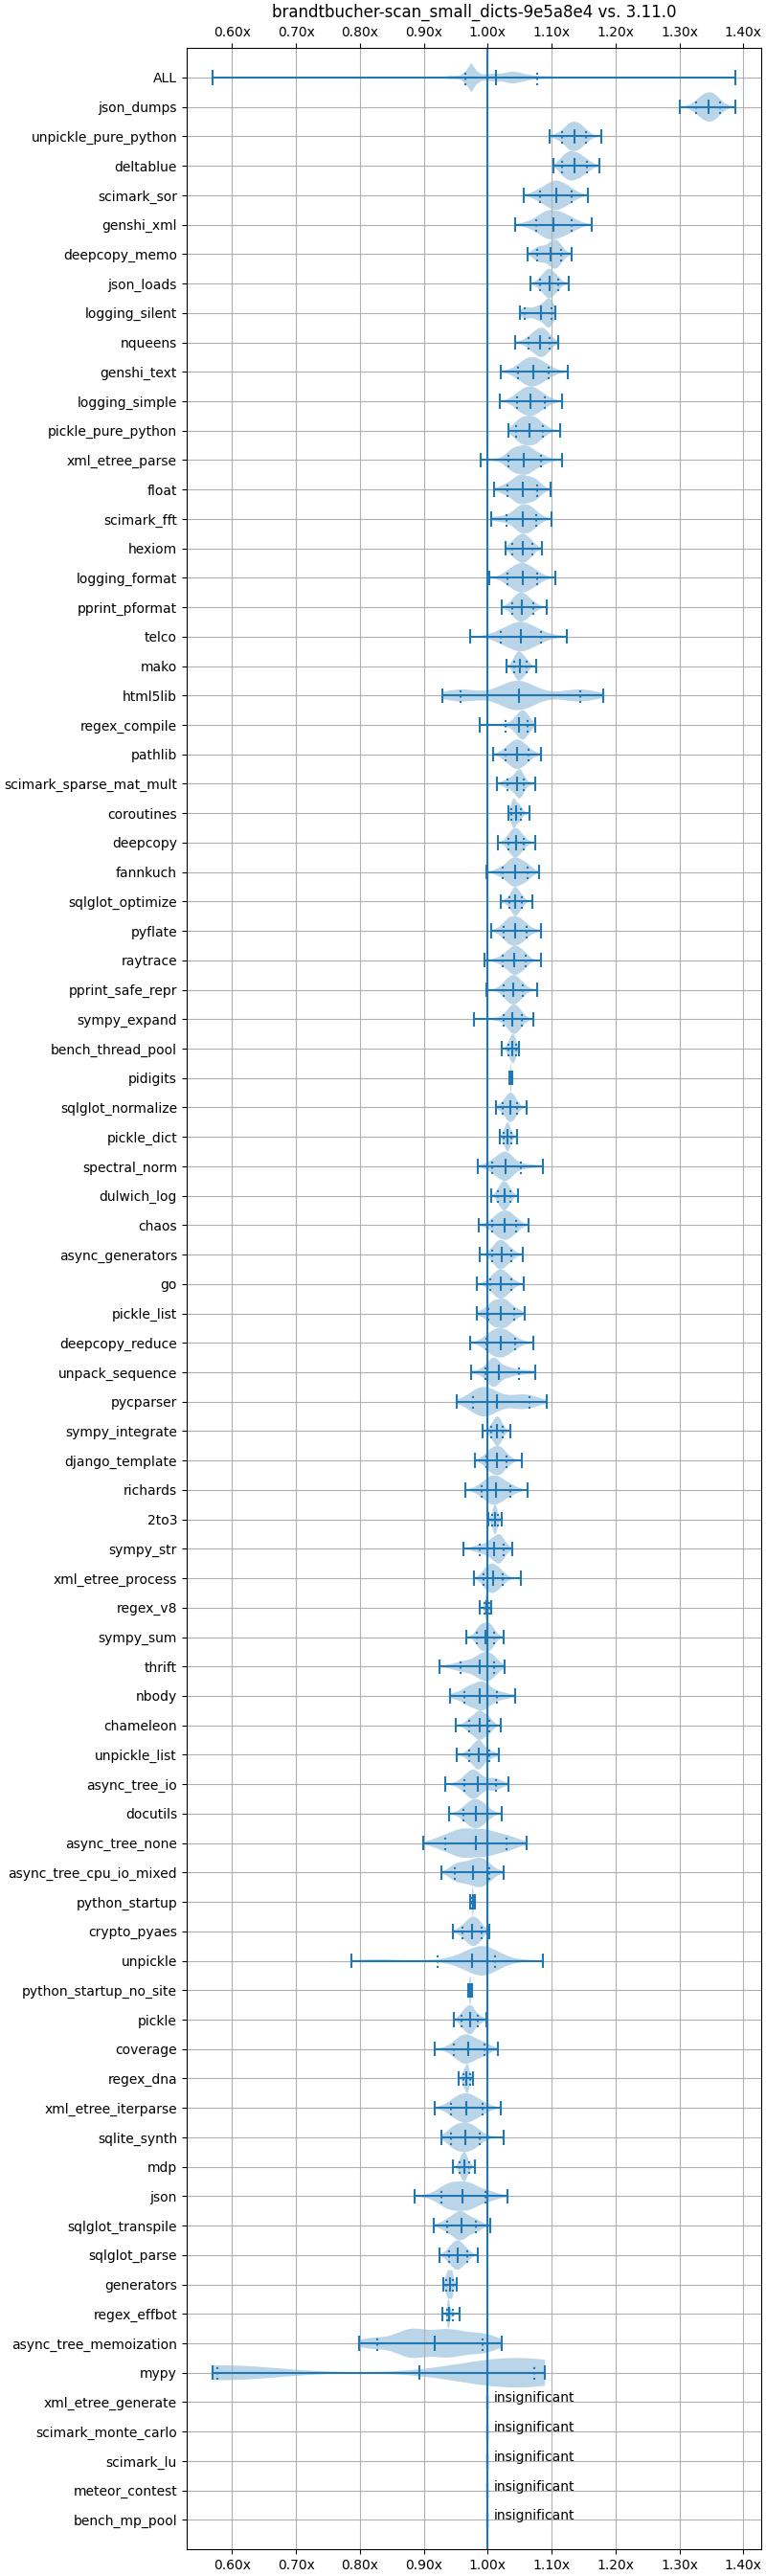 brandtbucher-scan_small_dicts-9e5a8e4 vs. 3.11.0
0.60x 0.70x 0.80x 0.90x 1.00x 1.10x 1.20x 1.30x 1.40x
ALL
json_dumps
unpickle_pure_python
deltablue
scimark_sor
genshi_xml
deepcopy_memo
json_loads
logging_silent
nqueens
genshi_text
logging_simple
pickle_pure_python
xml_etree_parse
float
scimark_fft
hexiom
logging_format
pprint_pformat
telco
mako
html5lib
regex_compile
pathlib
scimark_sparse_mat_mult
coroutines
deepcopy
fannkuch
sqlglot_optimize
pyflate
raytrace
pprint_safe_repr
sympy_expand
bench_thread_pool
pidigits
sqlglot_normalize
pickle_dict
spectral_norm
dulwich_log
chaos
async_generators
go
pickle_list
deepcopy_reduce
unpack_sequence
pycparser
sympy_integrate
django_template
richards
2to3
sympy_str
xml_etree_process
regex_v8
sympy_sum
thrift
nbody
chameleon
unpickle_list
async_tree_io
docutils
async_tree_none
async_tree_cpu_io_mixed
python_startup
crypto_pyaes
unpickle
python_startup_no_site
pickle
coverage
regex_dna
xml_etree_iterparse
sqlite_synth
mdp
json
sqlglot_transpile
sqlglot_parse
generators
regex_effbot
async_tree_memoization
mypy
xml_etree_generate insignificant
scimark_monte_carlo insignificant
scimark_lu insignificant
meteor_contest insignificant
bench_mp_pool insignificant
0.60x 0.70x 0.80x 0.90x 1.00x 1.10x 1.20x 1.30x 1.40x